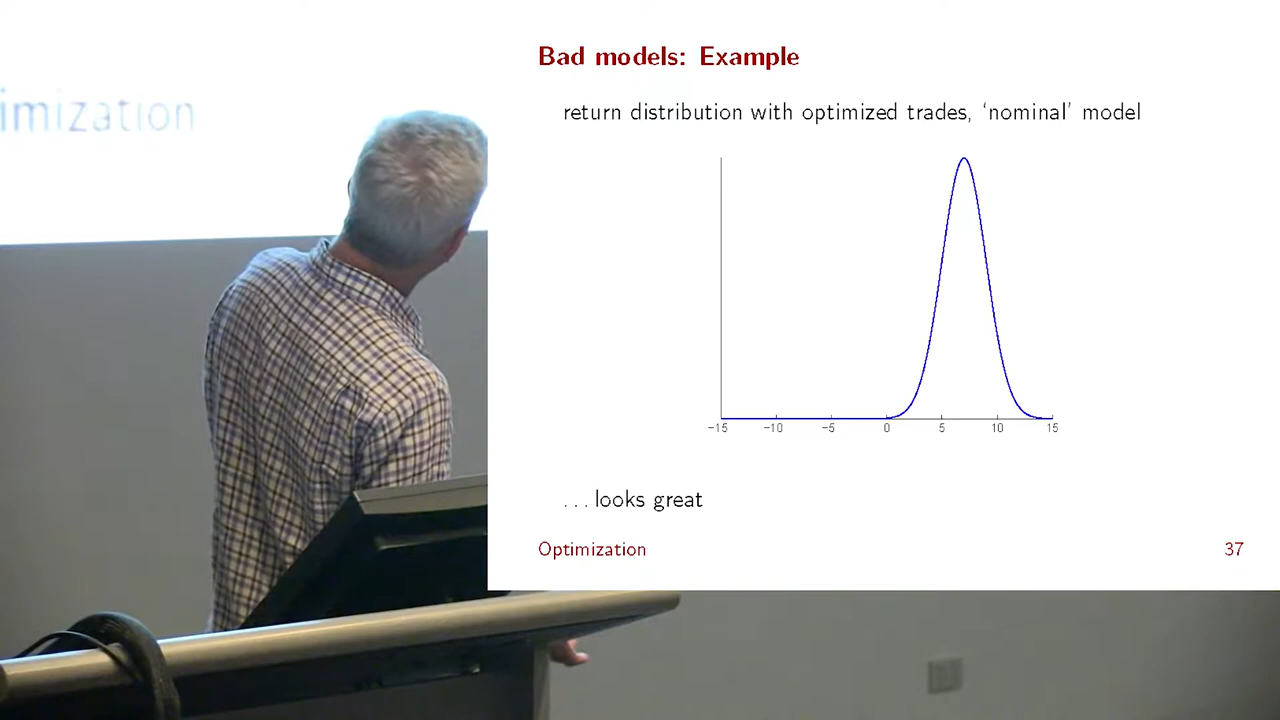 imization
Bad models: Example
return distribution with optimized trades, ‘nominal’ model
−15 −10 −5 0 5 10 15
...looks great
Optimization 37